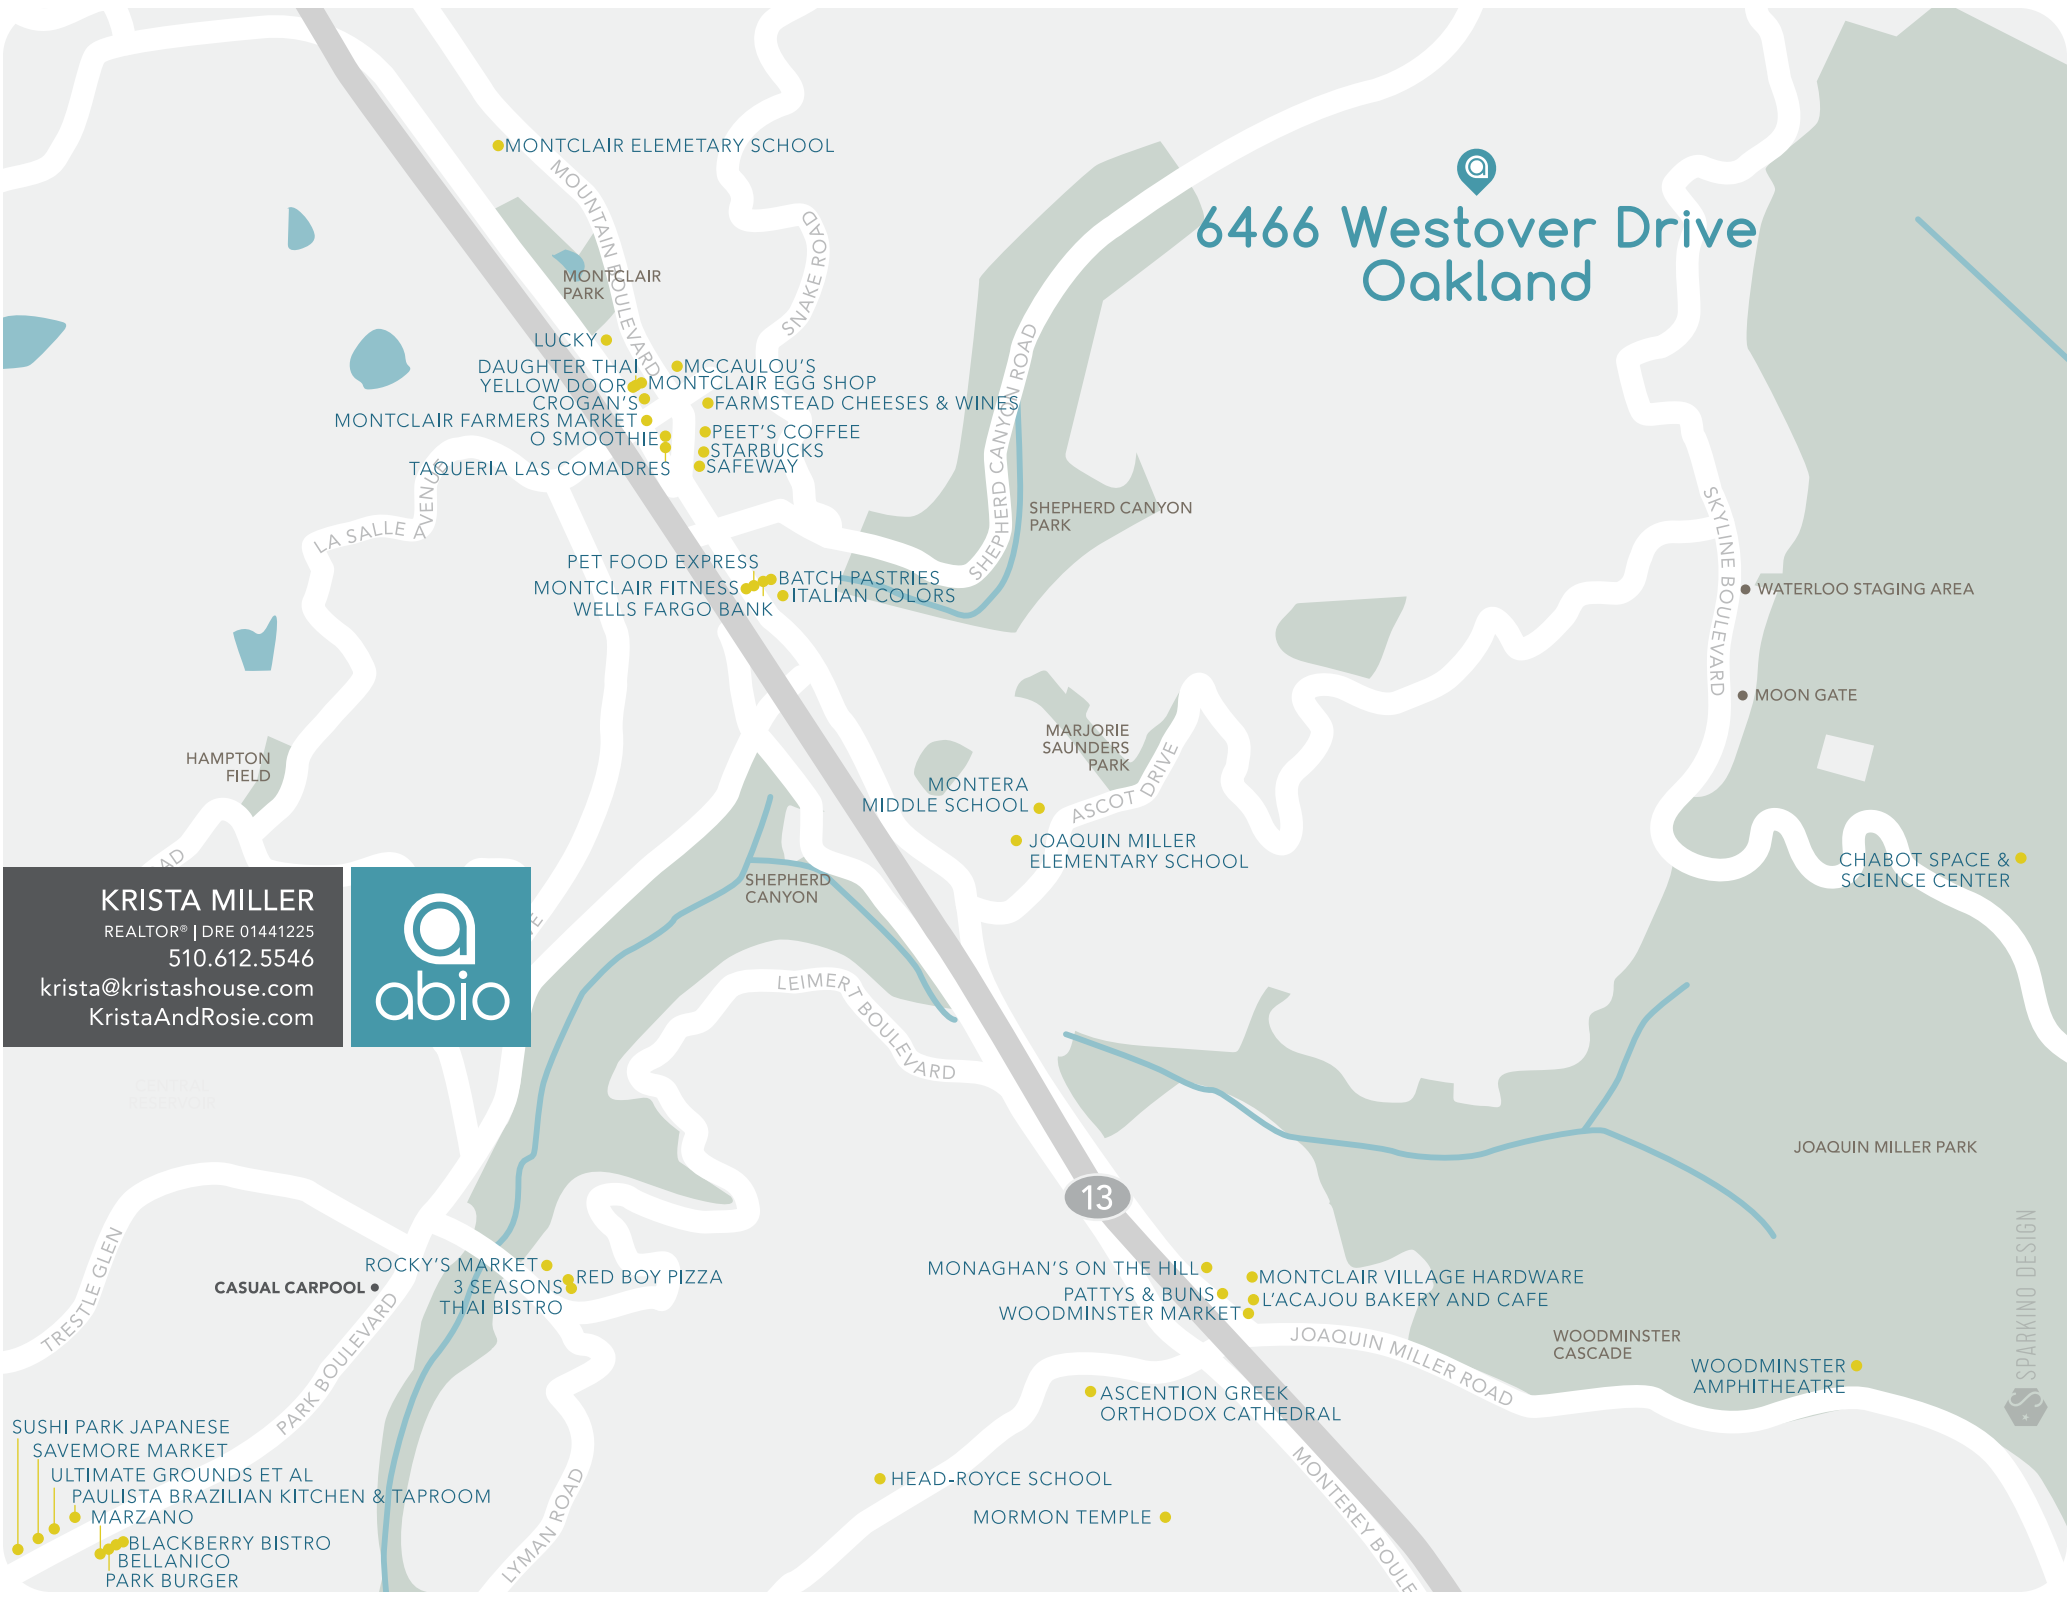 MONTCLAIR ELEMETARY SCHOOL
MOUNTAIN BOULEVARD
SNAKE ROAD
6466 Westover Drive
Oakland
MONTCLAIR
PARK
LUCKY
DAUGHTER THAI
MCCAULOU'S
YELLOW DOOR
MONTCLAIR EGG SHOP
CROGAN'S
FARMSTEAD CHEESES & WINES
MONTCLAIR FARMERS MARKET
PEET'S COFFEE
O SMOOTHIE
STARBUCKS
TAQUERIA LAS COMADRES
SAFEWAY
LA SALLE AVENUE
SHEPHERD CANYON ROAD
SHEPHERD CANYON
PARK
SKYLINE BOULEVARD
PET FOOD EXPRESS
BATCH PASTRIES
MONTCLAIR FITNESS
ITALIAN COLORS
WELLS FARGO BANK
WATERLOO STAGING AREA
MOON GATE
HAMPTON
FIELD
MARJORIE
SAUNDERS
PARK
MONTERA
MIDDLE SCHOOL
ASCOT DRIVE
JOAQUIN MILLER
ELEMENTARY SCHOOL
CHABOT SPACE &
SCIENCE CENTER
SHEPHERD
CANYON
AD
KRISTA MILLER
REALTOR® | DRE 01441225
510.612.5546
krista@kristashouse.com
KristaAndRosie.com
a
abio
LEIMERT BOULEVARD
CENTRAL
RESERVOIR
JOAQUIN MILLER PARK
13
TRESTLE GLEN
ROCKY'S MARKET
RED BOY PIZZA
CASUAL CARPOOL
3 SEASONS
THAI BISTRO
PARK BOULEVARD
MONAGHAN'S ON THE HILL
MONTCLAIR VILLAGE HARDWARE
PATTYS & BUNS
L'ACAJOU BAKERY AND CAFE
WOODMINSTER MARKET
JOAQUIN MILLER ROAD
WOODMINSTER
CASCADE
WOODMINSTER
AMPHITHEATRE
SPARKIND DESIGN
ASCENTION GREEK
ORTHODOX CATHEDRAL
SUSHI PARK JAPANESE
SAVEMORE MARKET
ULTIMATE GROUNDS ET AL
PAULISTA BRAZILIAN KITCHEN & TAPROOM
MARZANO
BLACKBERRY BISTRO
BELLANICO
PARK BURGER
LYMAN ROAD
HEAD-ROYCE SCHOOL
MORMON TEMPLE
MONTEREY BOULE